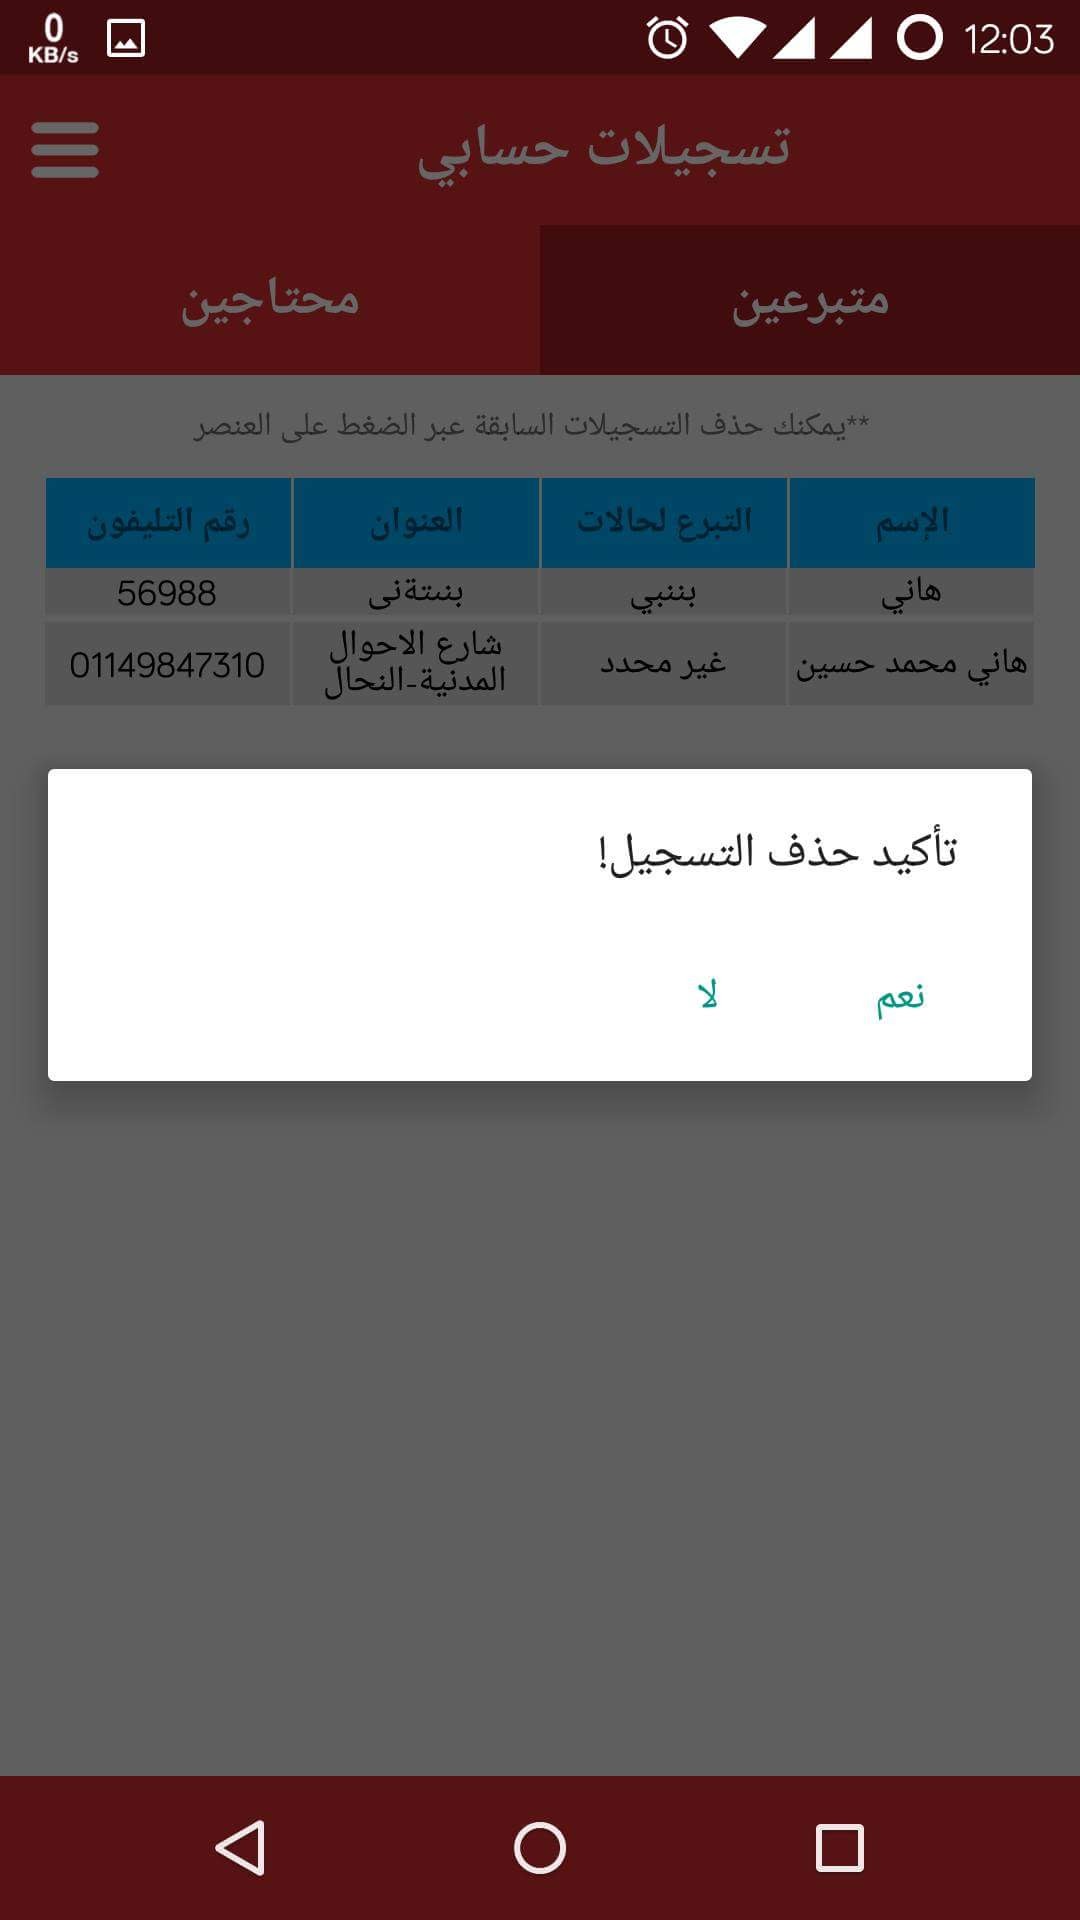 0
KB/s
12:03
تسجيلات حسابي
متبرعين
محتاجين
**يمكنك حذف التسجيلات السابقة عبر الضغط على العنصر
الإسم
التبرع لحالات
العنوان
رقم التليفون
هاني
بننبي
بنىتةنى
56988
هاني محمد حسين
غير محدد
شارع الاحوال
المدنية-النحال
01149847310
تأكيد حذف التسجيل!
نعم
لا